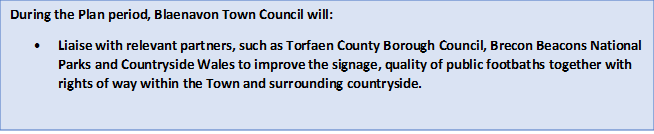 During the Plan period, Blaenavon Town Council will:
• Liaise with relevant partners, such as Torfaen County Borough Council, Brecon Beacons National
Parks and Countryside Wales to improve the signage, quality of public footbaths together with
rights of way within the Town and surrounding countryside.